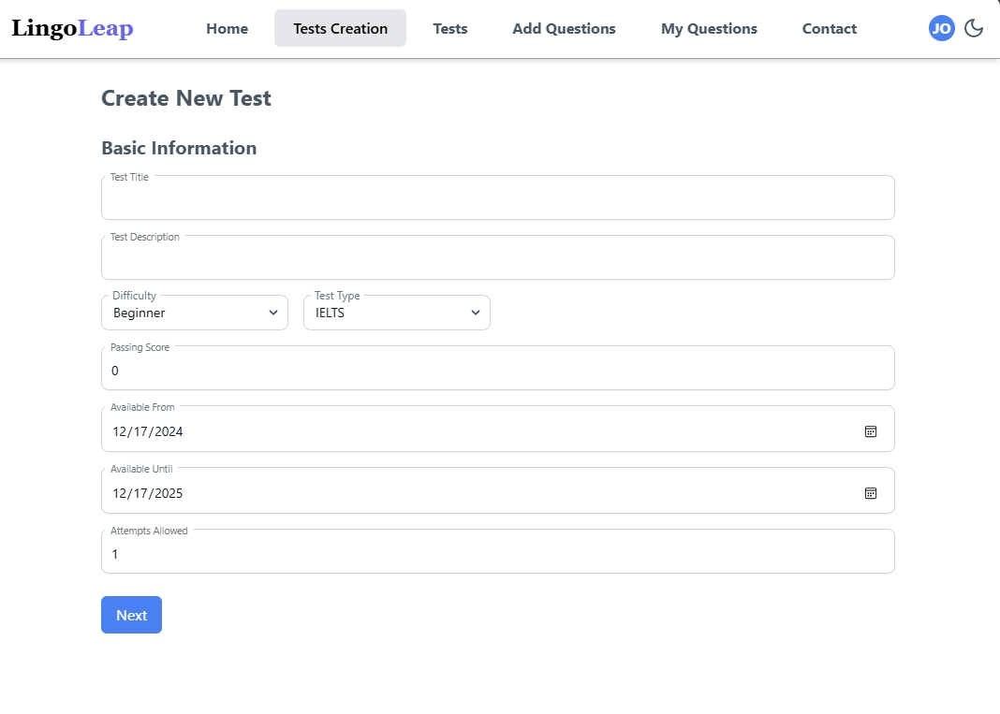 LingoLeap Home Tests Creation Tests Add Questions My Questions Contact JO
Create New Test
Basic Information
Test Title
Test Description
Difficulty Test Type
Beginner IELTS
Passing Score
0
Available From
12/17/2024
Available Until
12/17/2025
Attempts Allowed
1
Next